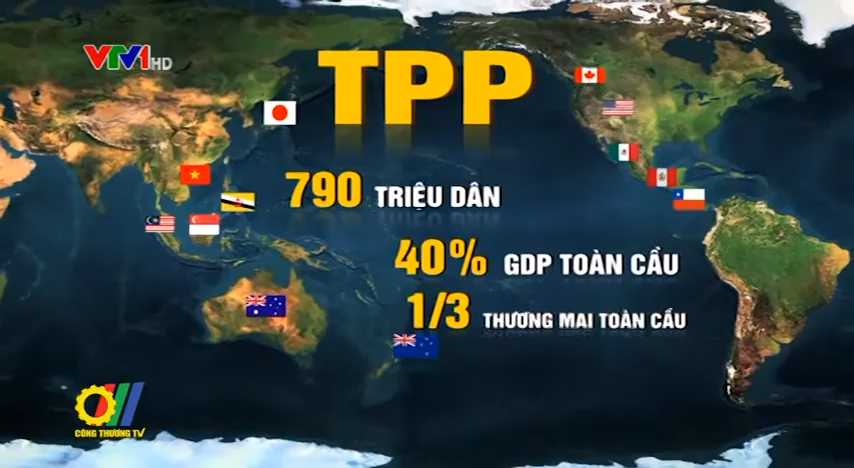 VTV1 HD
TPP
790 TRIỆU DÂN
40% GDP TOÀN CẦU
1/3 THƯƠNG MAI TOÀN CẦU
CÔNG THƯƠNG TV